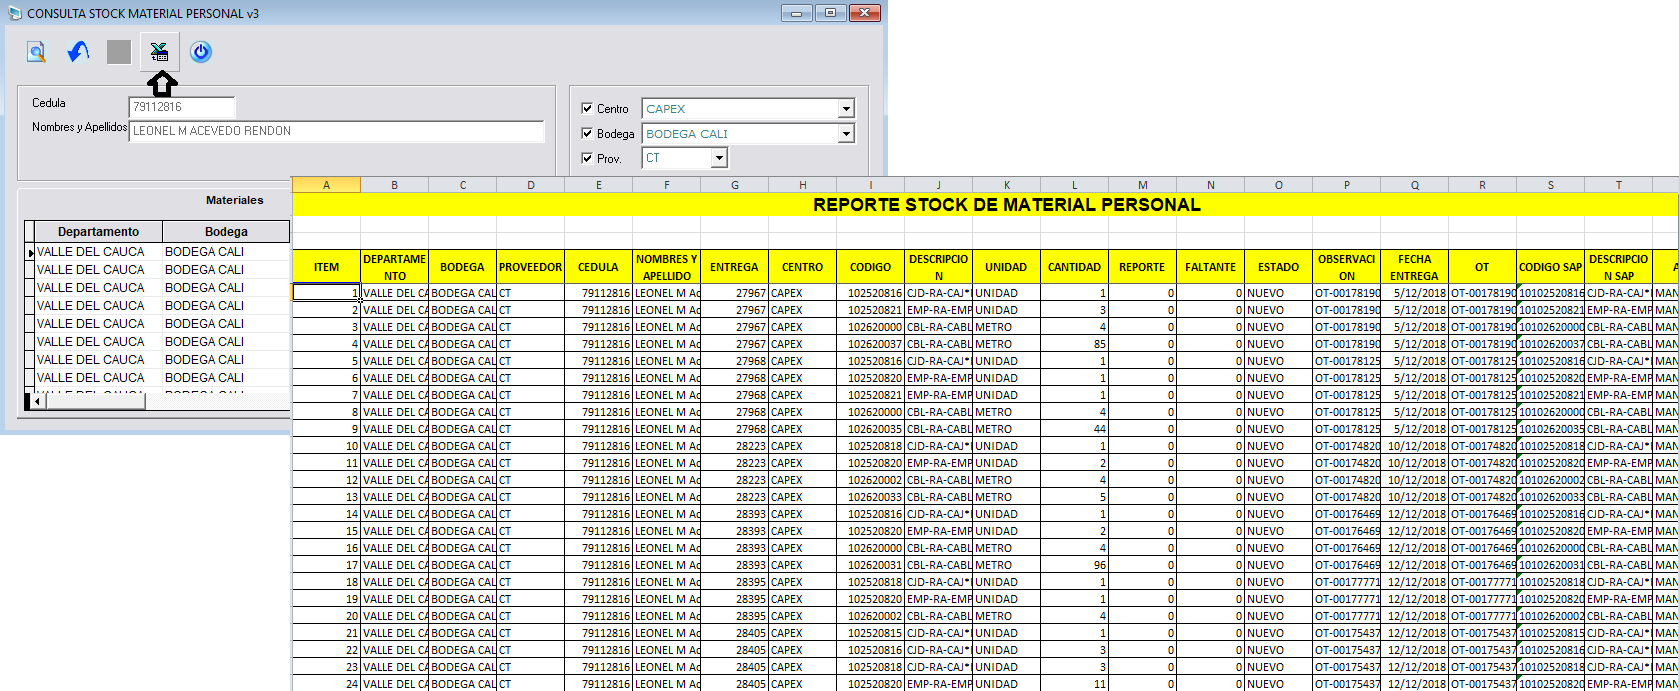 CONSULTA STOCK MATERIAL PERSONAL v3
Cedula 79112816
Nombres y Apellidos LEONEL M ACEVEDO RENDON
Centro CAPEX
Bodega BODEGA CALI
Prov. CT
Materiales
Departamento Bodega
VALLE DEL CAUCA BODEGA CALI
VALLE DEL CAUCA BODEGA CALI
VALLE DEL CAUCA BODEGA CALI
VALLE DEL CAUCA BODEGA CALI
VALLE DEL CAUCA BODEGA CALI
VALLE DEL CAUCA BODEGA CALI
VALLE DEL CAUCA BODEGA CALI
VALLE DEL CAUCA BODEGA CALI
A B C D E F G H I J K L M N O P Q R S T
REPORTE STOCK DE MATERIAL PERSONAL
ITEM DEPARTAMENTO BODEGA PROVEEDOR CEDULA NOMBRES Y APELLIDO ENTREGA CENTRO CODIGO DESCRIPCION UNIDAD CANTIDAD REPORTE FALTANTE ESTADO OBSERVACION FECHA ENTREGA OT CODIGO SAP DESCRIPCION SAP A
1 VALLE DEL CA BODEGA CAL CT 79112816 LEONEL M Ac 27967 CAPEX 102520816 CJD-RA-CAJ* UNIDAD 1 0 0 NUEVO OT-00178190 5/12/2018 OT-00178190 10102520816 CJD-RA-CAJ* MAN
2 VALLE DEL CA BODEGA CAL CT 79112816 LEONEL M Ac 27967 CAPEX 102520821 EMP-RA-EMP UNIDAD 3 0 0 NUEVO OT-00178190 5/12/2018 OT-00178190 10102520821 EMP-RA-EMP MAN
3 VALLE DEL CA BODEGA CAL CT 79112816 LEONEL M Ac 27967 CAPEX 102620000 CBL-RA-CABL METRO 4 0 0 NUEVO OT-00178190 5/12/2018 OT-00178190 10102620000 CBL-RA-CABL MAN
4 VALLE DEL CA BODEGA CAL CT 79112816 LEONEL M Ac 27967 CAPEX 102620037 CBL-RA-CABL METRO 85 0 0 NUEVO OT-00178190 5/12/2018 OT-00178190 10102620037 CBL-RA-CABL MAN
5 VALLE DEL CA BODEGA CAL CT 79112816 LEONEL M Ac 27968 CAPEX 102520816 CJD-RA-CAJ* UNIDAD 1 0 0 NUEVO OT-00178125 5/12/2018 OT-00178125 10102520816 CJD-RA-CAJ* MAN
6 VALLE DEL CA BODEGA CAL CT 79112816 LEONEL M Ac 27968 CAPEX 102520820 EMP-RA-EMP UNIDAD 1 0 0 NUEVO OT-00178125 5/12/2018 OT-00178125 10102520820 EMP-RA-EMP MAN
7 VALLE DEL CA BODEGA CAL CT 79112816 LEONEL M Ac 27968 CAPEX 102520821 EMP-RA-EMP UNIDAD 1 0 0 NUEVO OT-00178125 5/12/2018 OT-00178125 10102520821 EMP-RA-EMP MAN
8 VALLE DEL CA BODEGA CAL CT 79112816 LEONEL M Ac 27968 CAPEX 102620000 CBL-RA-CABL METRO 4 0 0 NUEVO OT-00178125 5/12/2018 OT-00178125 10102620000 CBL-RA-CABL MAN
9 VALLE DEL CA BODEGA CAL CT 79112816 LEONEL M Ac 27968 CAPEX 102620035 CBL-RA-CABL METRO 44 0 0 NUEVO OT-00178125 5/12/2018 OT-00178125 10102620035 CBL-RA-CABL MAN
10 VALLE DEL CA BODEGA CAL CT 79112816 LEONEL M Ac 28223 CAPEX 102520818 CJD-RA-CAJ* UNIDAD 1 0 0 NUEVO OT-00174820 10/12/2018 OT-00174820 10102520818 CJD-RA-CAJ* MAN
11 VALLE DEL CA BODEGA CAL CT 79112816 LEONEL M Ac 28223 CAPEX 102520820 EMP-RA-EMP UNIDAD 2 0 0 NUEVO OT-00174820 10/12/2018 OT-00174820 10102520820 EMP-RA-EMP MAN
12 VALLE DEL CA BODEGA CAL CT 79112816 LEONEL M Ac 28223 CAPEX 102620002 CBL-RA-CABL METRO 4 0 0 NUEVO OT-00174820 10/12/2018 OT-00174820 10102620002 CBL-RA-CABL MAN
13 VALLE DEL CA BODEGA CAL CT 79112816 LEONEL M Ac 28223 CAPEX 102620033 CBL-RA-CABL METRO 5 0 0 NUEVO OT-00174820 10/12/2018 OT-00174820 10102620033 CBL-RA-CABL MAN
14 VALLE DEL CA BODEGA CAL CT 79112816 LEONEL M Ac 28393 CAPEX 102520816 CJD-RA-CAJ* UNIDAD 1 0 0 NUEVO OT-00176469 12/12/2018 OT-00176469 10102520816 CJD-RA-CAJ* MAN
15 VALLE DEL CA BODEGA CAL CT 79112816 LEONEL M Ac 28393 CAPEX 102520820 EMP-RA-EMP UNIDAD 2 0 0 NUEVO OT-00176469 12/12/2018 OT-00176469 10102520820 EMP-RA-EMP MAN
16 VALLE DEL CA BODEGA CAL CT 79112816 LEONEL M Ac 28393 CAPEX 102620000 CBL-RA-CABL METRO 4 0 0 NUEVO OT-00176469 12/12/2018 OT-00176469 10102620000 CBL-RA-CABL MAN
17 VALLE DEL CA BODEGA CAL CT 79112816 LEONEL M Ac 28393 CAPEX 102620031 CBL-RA-CABL METRO 96 0 0 NUEVO OT-00176469 12/12/2018 OT-00176469 10102620031 CBL-RA-CABL MAN
18 VALLE DEL CA BODEGA CAL CT 79112816 LEONEL M Ac 28395 CAPEX 102520818 CJD-RA-CAJ* UNIDAD 1 0 0 NUEVO OT-00177771 12/12/2018 OT-00177771 10102520818 CJD-RA-CAJ* MAN
19 VALLE DEL CA BODEGA CAL CT 79112816 LEONEL M Ac 28395 CAPEX 102520820 EMP-RA-EMP UNIDAD 1 0 0 NUEVO OT-00177771 12/12/2018 OT-00177771 10102520820 EMP-RA-EMP MAN
20 VALLE DEL CA BODEGA CAL CT 79112816 LEONEL M Ac 28395 CAPEX 102620002 CBL-RA-CABL METRO 4 0 0 NUEVO OT-00177771 12/12/2018 OT-00177771 10102620002 CBL-RA-CABL MAN
21 VALLE DEL CA BODEGA CAL CT 79112816 LEONEL M Ac 28405 CAPEX 102520815 CJD-RA-CAJ* UNIDAD 1 0 0 NUEVO OT-00175437 12/12/2018 OT-00175437 10102520815 CJD-RA-CAJ* MAN
22 VALLE DEL CA BODEGA CAL CT 79112816 LEONEL M Ac 28405 CAPEX 102520816 CJD-RA-CAJ* UNIDAD 3 0 0 NUEVO OT-00175437 12/12/2018 OT-00175437 10102520816 CJD-RA-CAJ* MAN
23 VALLE DEL CA BODEGA CAL CT 79112816 LEONEL M Ac 28405 CAPEX 102520818 CJD-RA-CAJ* UNIDAD 3 0 0 NUEVO OT-00175437 12/12/2018 OT-00175437 10102520818 CJD-RA-CAJ* MAN
24 VALLE DEL CA BODEGA CAL CT 79112816 LEONEL M Ac 28405 CAPEX 102520820 EMP-RA-EMP UNIDAD 11 0 0 NUEVO OT-00175437 12/12/2018 OT-00175437 10102520820 EMP-RA-EMP MAN